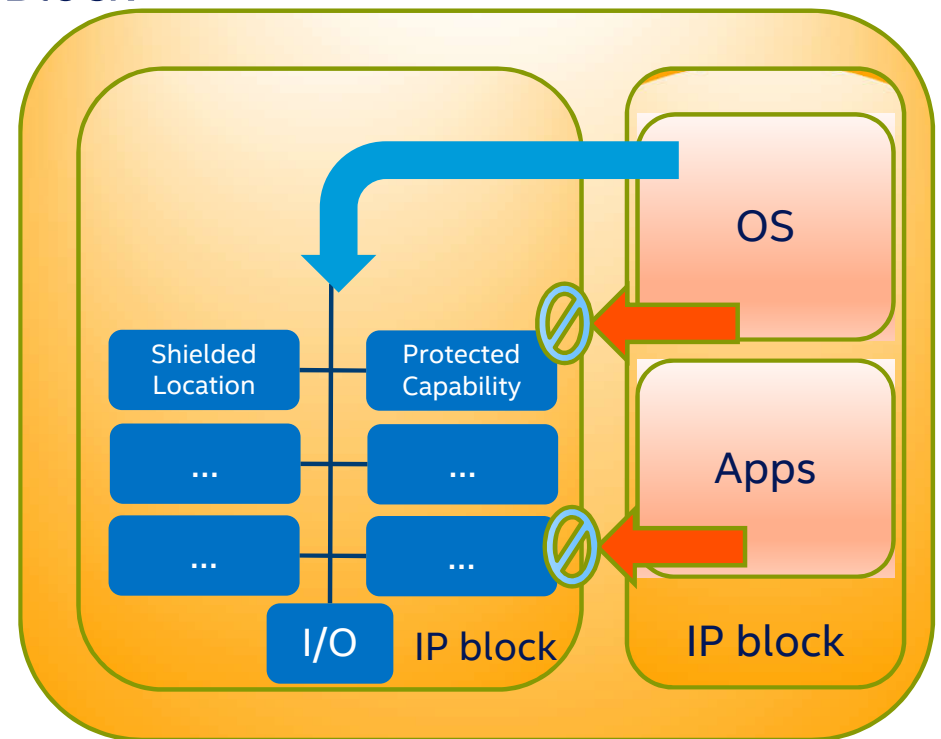 OS
Shielded
Location
Protected
Capability
...
...
Apps
...
...
I/O
IP block
IP block